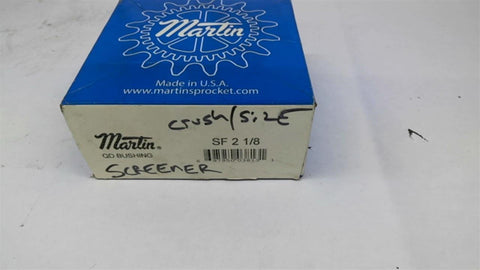 Martin
Made in U.S.A.
www.martinsprocket.com
crush/SizE
Martin®
SF 2 1/8
QD BUSHING
SCREENER